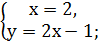 {x = 2,
y = 2x − 1;